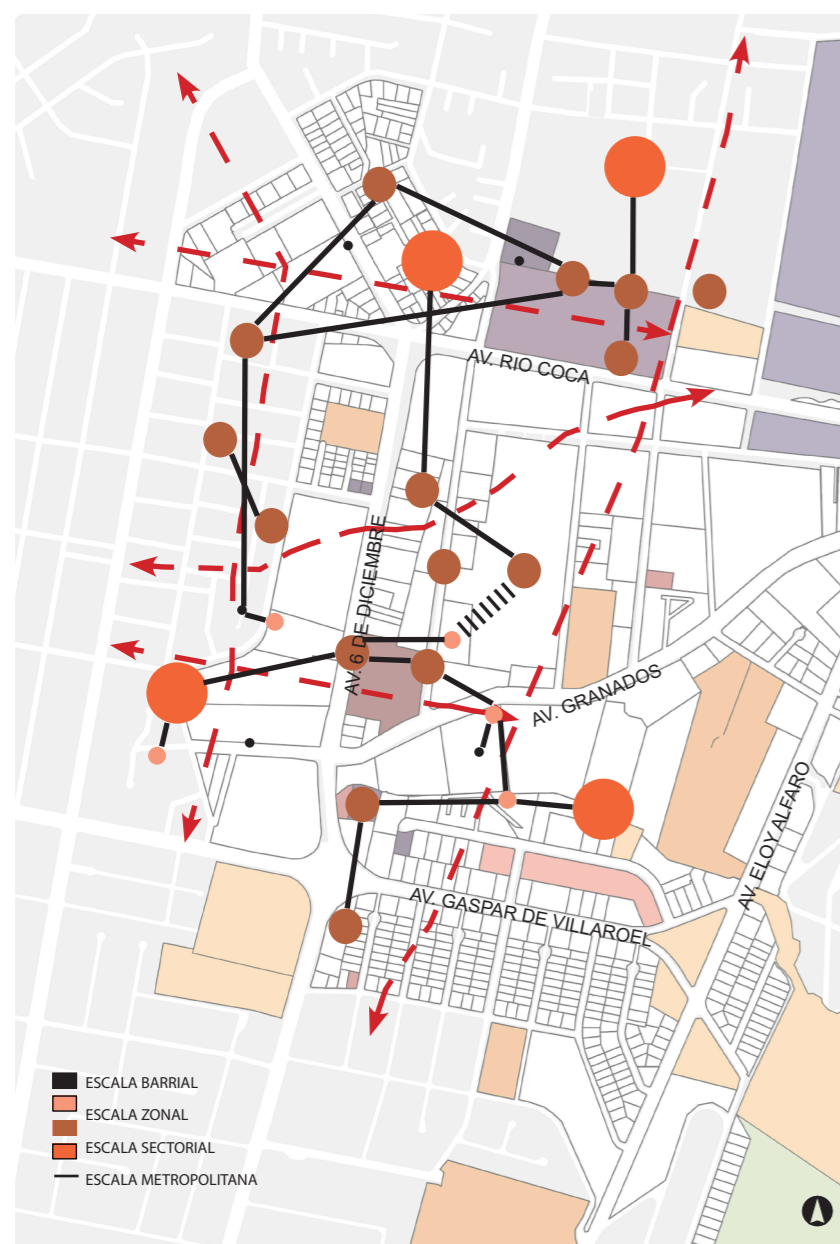 AV. RIO COCA
AV. 6 DE DICIEMBRE
AV. GRANADOS
AV. ELOY ALFARO
AV. GASPAR DE VILLAROEL
ESCALA BARRIAL
ESCALA ZONAL
ESCALA SECTORIAL
ESCALA METROPOLITANA